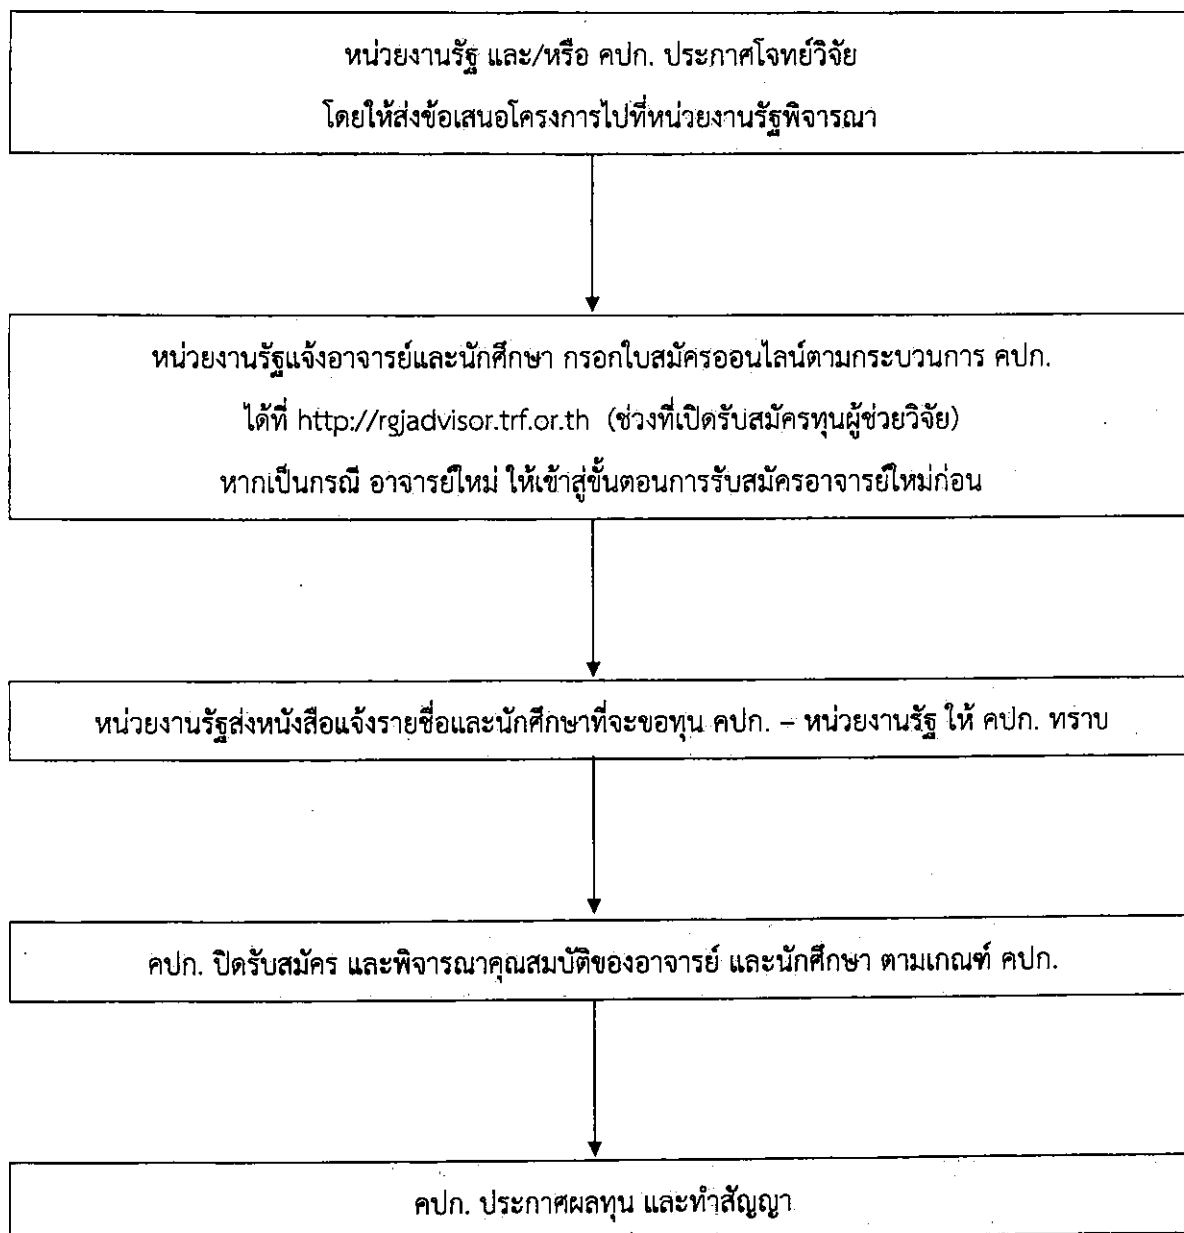 หน่วยงานรัฐ และ/หรือ คปก. ประกาศโจทย์วิจัย
โดยให้ส่งข้อเสนอโครงการไปที่หน่วยงานรัฐพิจารณา
หน่วยงานรัฐแจ้งอาจารย์และนักศึกษา กรอกใบสมัครออนไลน์ตามกระบวนการ คปก.
ได้ที่ http://rgjadvisor.trf.or.th (ช่วงที่เปิดรับสมัครทุนผู้ช่วยวิจัย)
หากเป็นกรณี อาจารย์ใหม่ ให้เข้าสู่ขั้นตอนการรับสมัครอาจารย์ใหม่ก่อน
หน่วยงานรัฐส่งหนังสือแจ้งรายชื่อและนักศึกษาที่จะขอทุน คปก. – หน่วยงานรัฐ ให้ คปก. ทราบ
คปก. ปิดรับสมัคร และพิจารณาคุณสมบัติของอาจารย์ และนักศึกษา ตามเกณฑ์ คปก.
คปก. ประกาศผลทุน และทำสัญญา